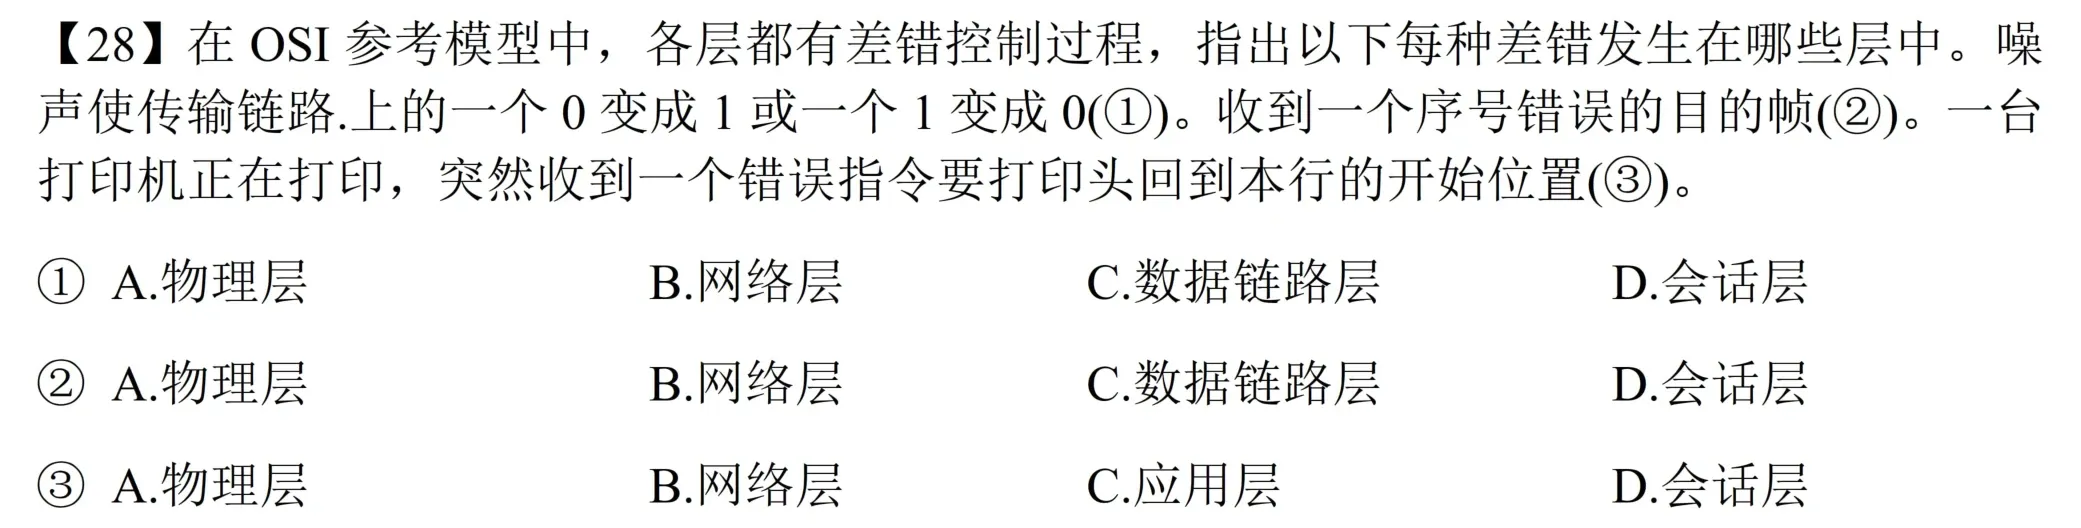 【28】在 OSI 参考模型中，各层都有差错控制过程，指出以下每种差错发生在哪些层中。噪
声使传输链路.上的一个 0 变成 1 或一个 1 变成 0(①)。收到一个序号错误的目的帧(②)。一台
打印机正在打印，突然收到一个错误指令要打印头回到本行的开始位置(③)。
① A.物理层 B.网络层 C.数据链路层 D.会话层
② A.物理层 B.网络层 C.数据链路层 D.会话层
③ A.物理层 B.网络层 C.应用层 D.会话层